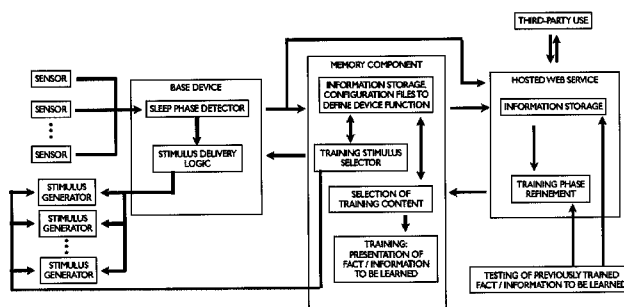 THIRD-PARTY USE
SENSOR
SENSOR
SENSOR
BASE DEVICE
SLEEP PHASE DETECTOR
STIMULUS DELIVERY
LOGIC
STIMULUS
GENERATOR
STIMULUS
GENERATOR
STIMULUS
GENERATOR
MEMORY COMPONENT
INFORMATION STORAGE,
CONFIGURATION FILES TO
DEFINE DEVICE FUNCTION
TRAINING STIMULUS
SELECTOR
SELECTION OF
TRAINING CONTENT
TRAINING:
PRESENTATION OF
FACT / INFORMATION
TO BE LEARNED
HOSTED WEB SERVICE
INFORMATION STORAGE
TRAINING PHASE
REFINEMENT
TESTING OF PREVIOUSLY TRAINED
FACT / INFORMATION TO BE LEARNED